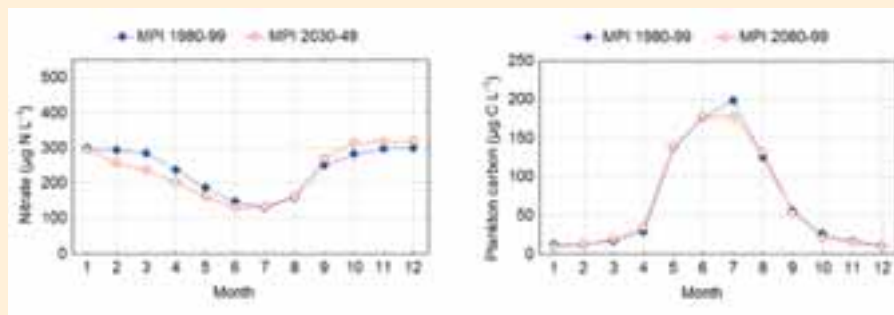 MPI 1980-99 MPI 2030-49
Nitrate (µg N L⁻¹)
500
400
300
200
100
0
1 2 3 4 5 6 7 8 9 10 11 12
Month
MPI 1980-99 MPI 2080-99
Plankton carbon (µg C L⁻¹)
250
200
150
100
50
0
1 2 3 4 5 6 7 8 9 10 11 12
Month